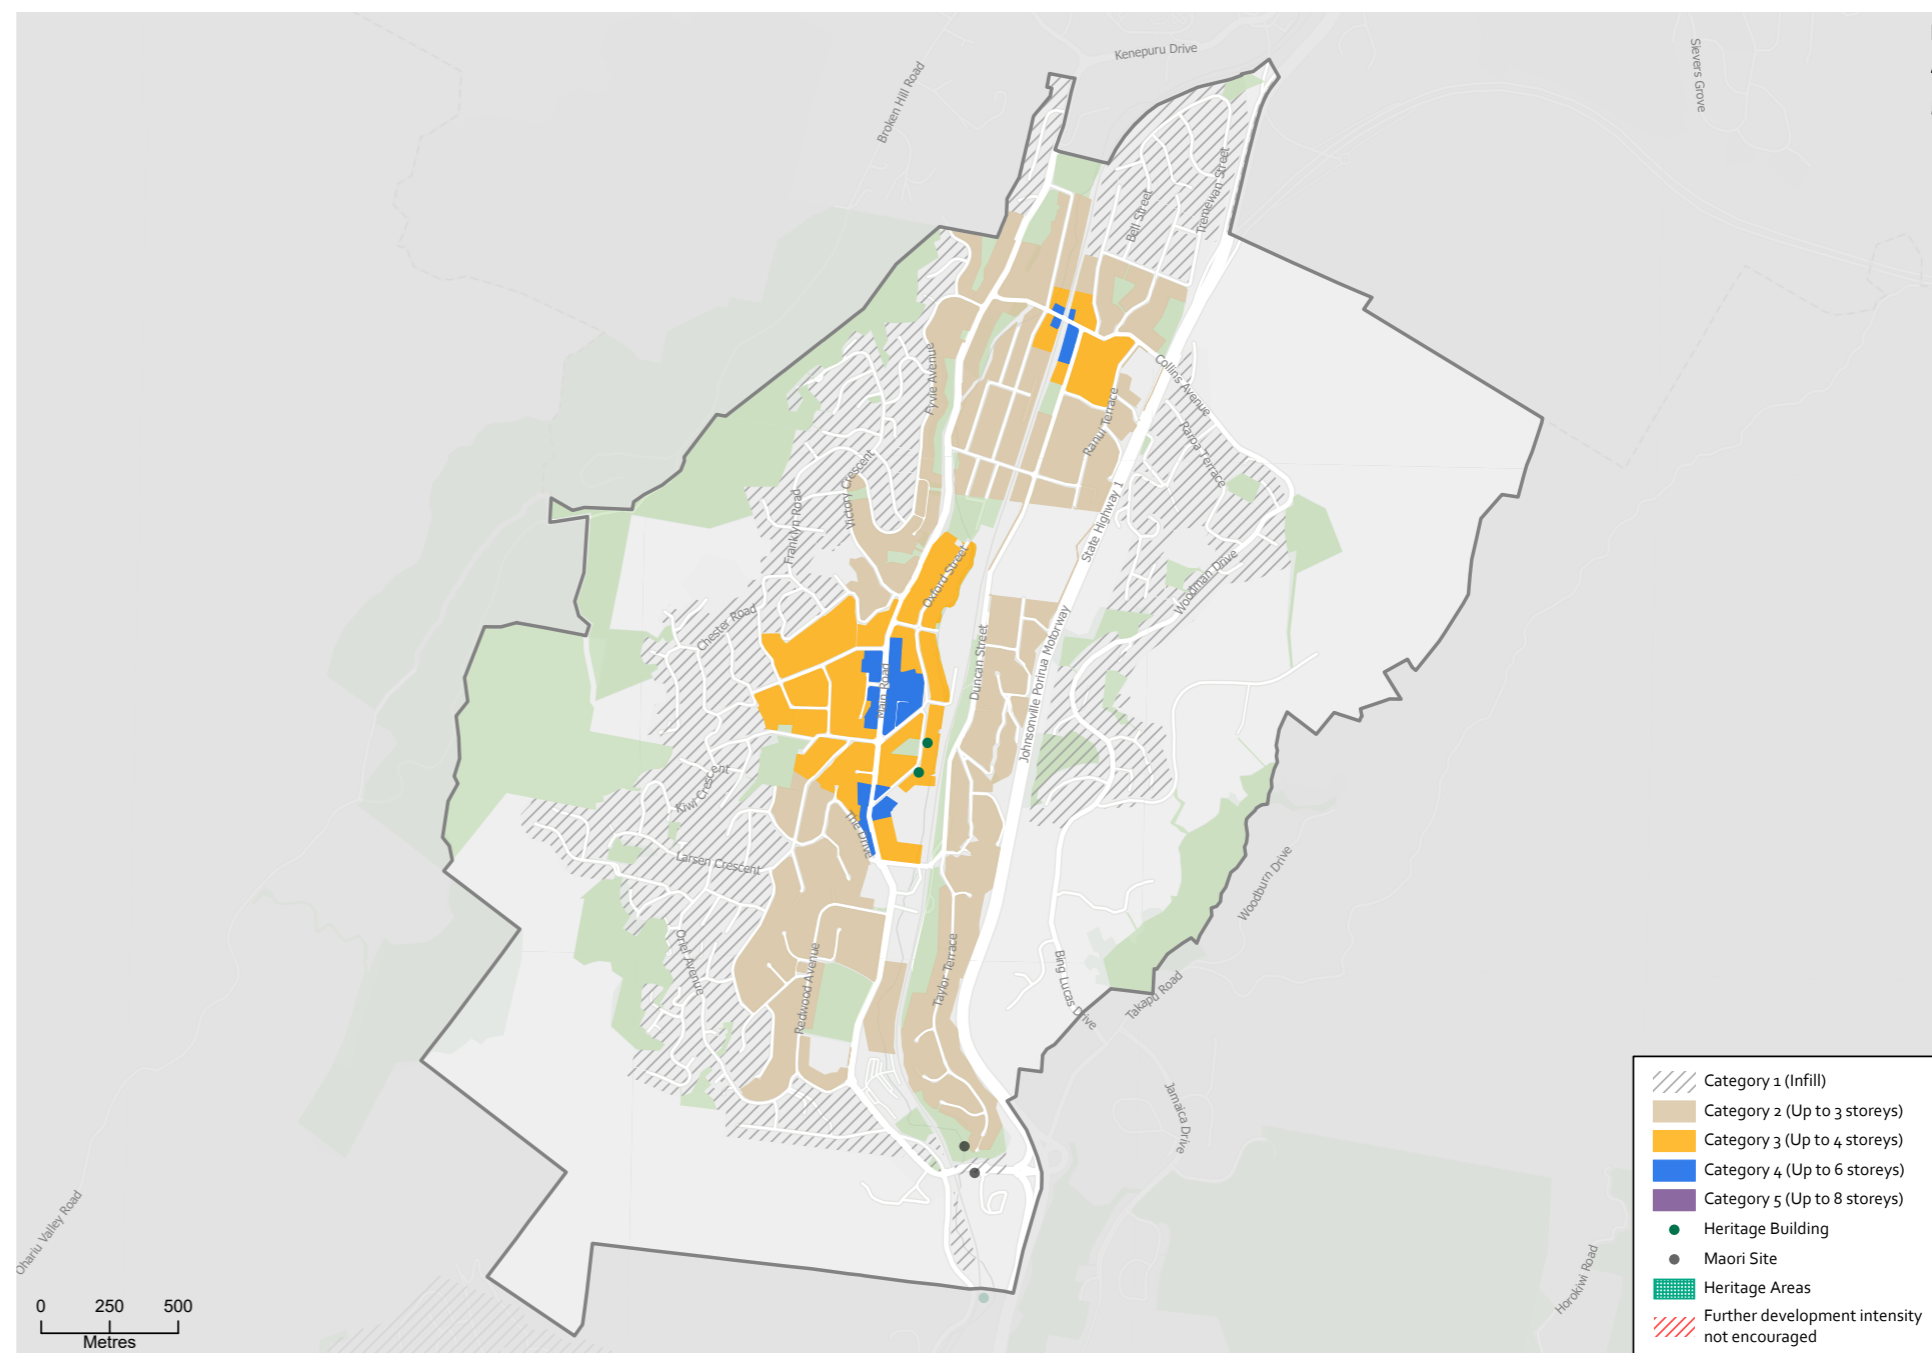 Kenepuru Drive
Sievers Grove
Broken Hill Road
Tremewan Street
Bell Street
Collins Avenue
Fyvie Avenue
Ranui Terrace
Raroa Terrace
Victory Crescent
Franklyn Road
State Highway 1
Oxford Street
Woodman Drive
Chester Road
Duncan Street
Johnsonville Porirua Motorway
Main Road
Kiwi Crescent
The Drive
Larsen Crescent
Woodburn Drive
Oriel Avenue
Redwood Avenue
Taylor Terrace
Bing Lucas Drive
Takapu Road
Jamaica Drive
Ohariu Valley Road
Horokiwi Road
0 250 500
Metres
Category 1 (Infill)
Category 2 (Up to 3 storeys)
Category 3 (Up to 4 storeys)
Category 4 (Up to 6 storeys)
Category 5 (Up to 8 storeys)
Heritage Building
Maori Site
Heritage Areas
Further development intensity
not encouraged